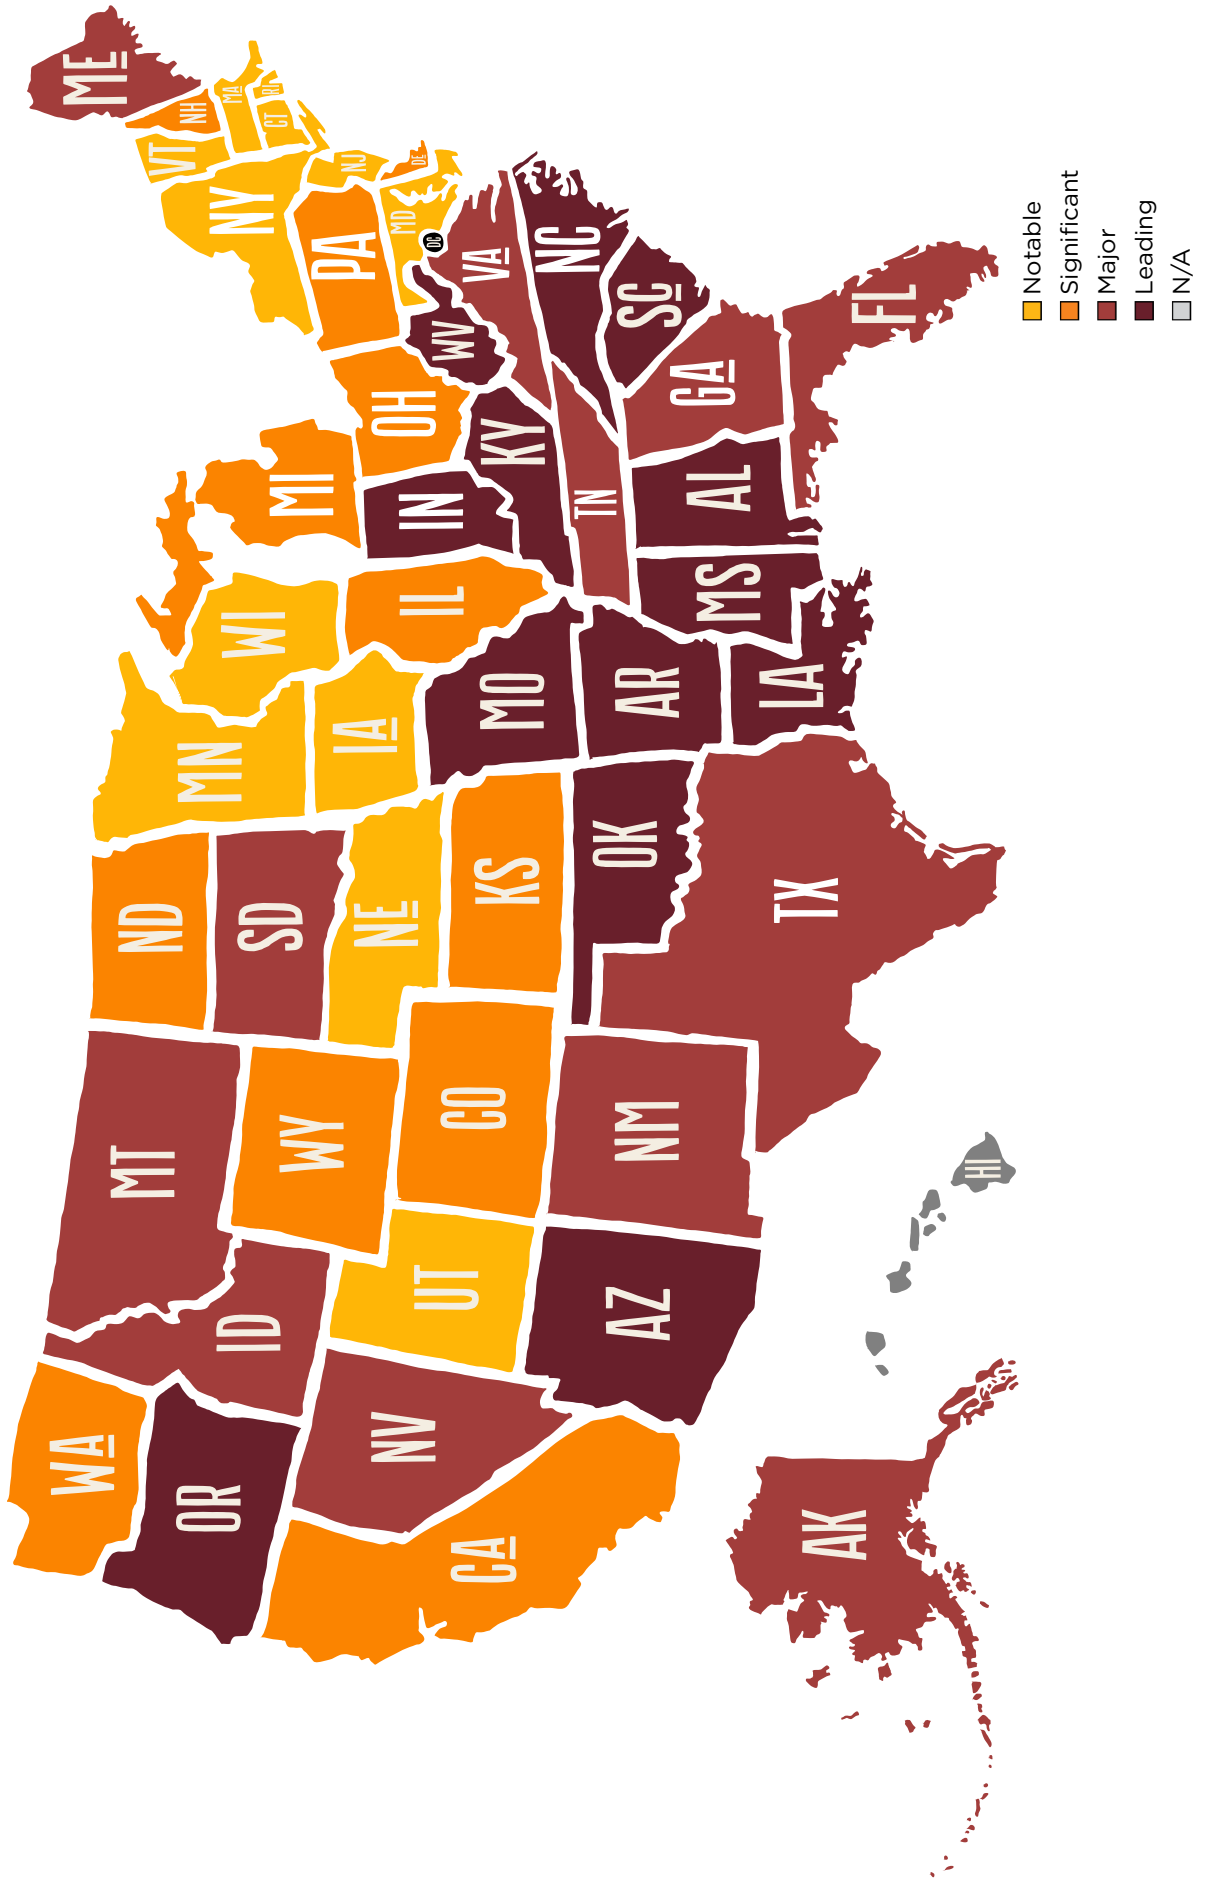 WA
OR
CA
NV
ID
MT
WY
UT
AZ
CO
NM
ND
SD
NE
KS
OK
TX
MN
IA
MO
AR
LA
WI
IL
MS
MI
IN
KY
TN
AL
OH
WV
VA
NC
SC
GA
FL
PA
NY
VT
NH
ME
MA
RI
CT
NJ
DE
MD
DC
AK
HI
Notable
Significant
Major
Leading
N/A